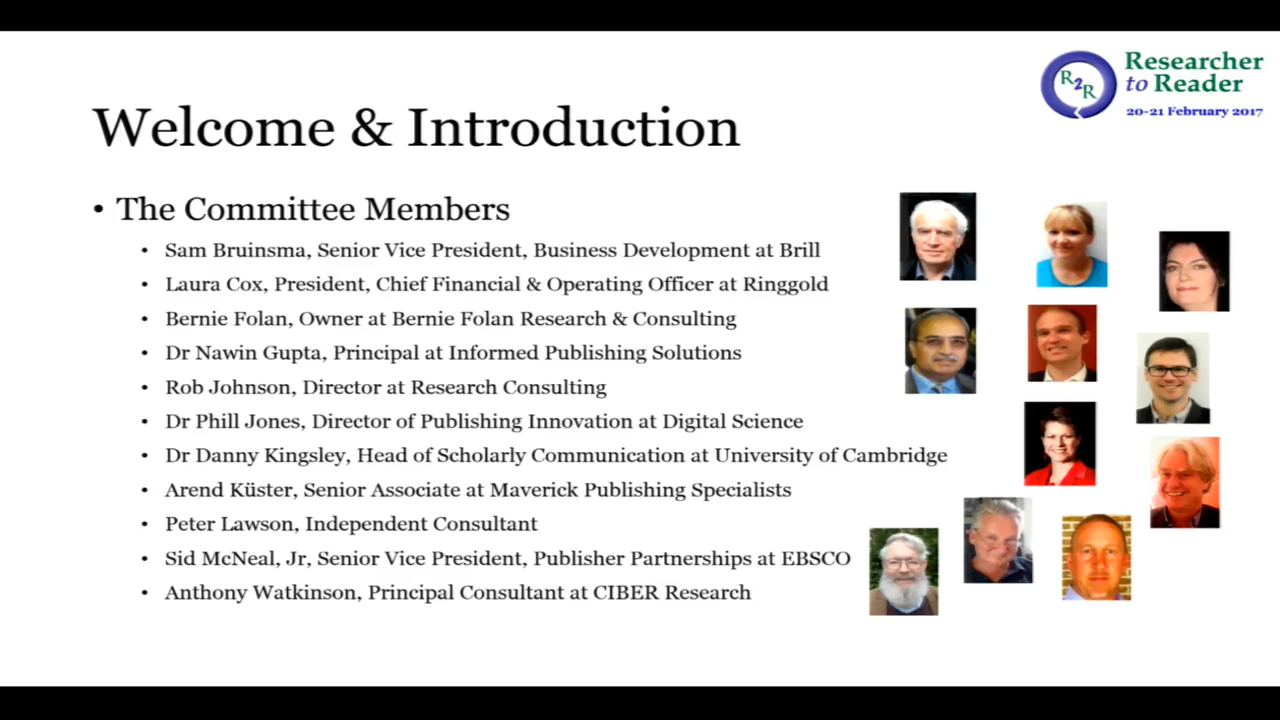 R2R
Researcher
to Reader
20-21 February 2017
Welcome & Introduction
• The Committee Members
• Sam Bruinsma, Senior Vice President, Business Development at Brill
• Laura Cox, President, Chief Financial & Operating Officer at Ringgold
• Bernie Folan, Owner at Bernie Folan Research & Consulting
• Dr Nawin Gupta, Principal at Informed Publishing Solutions
• Rob Johnson, Director at Research Consulting
• Dr Phill Jones, Director of Publishing Innovation at Digital Science
• Dr Danny Kingsley, Head of Scholarly Communication at University of Cambridge
• Arend Küster, Senior Associate at Maverick Publishing Specialists
• Peter Lawson, Independent Consultant
• Sid McNeal, Jr, Senior Vice President, Publisher Partnerships at EBSCO
• Anthony Watkinson, Principal Consultant at CIBER Research